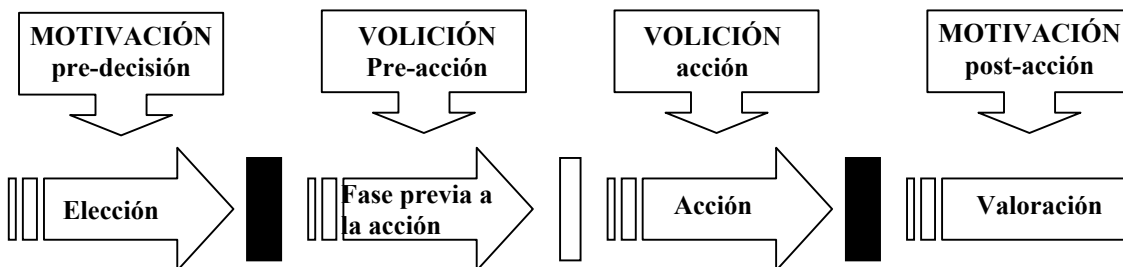 MOTIVACIÓN
pre-decisión
VOLICIÓN
Pre-acción
VOLICIÓN
acción
MOTIVACIÓN
post-acción
Elección
Fase previa a
la acción
Acción
Valoración